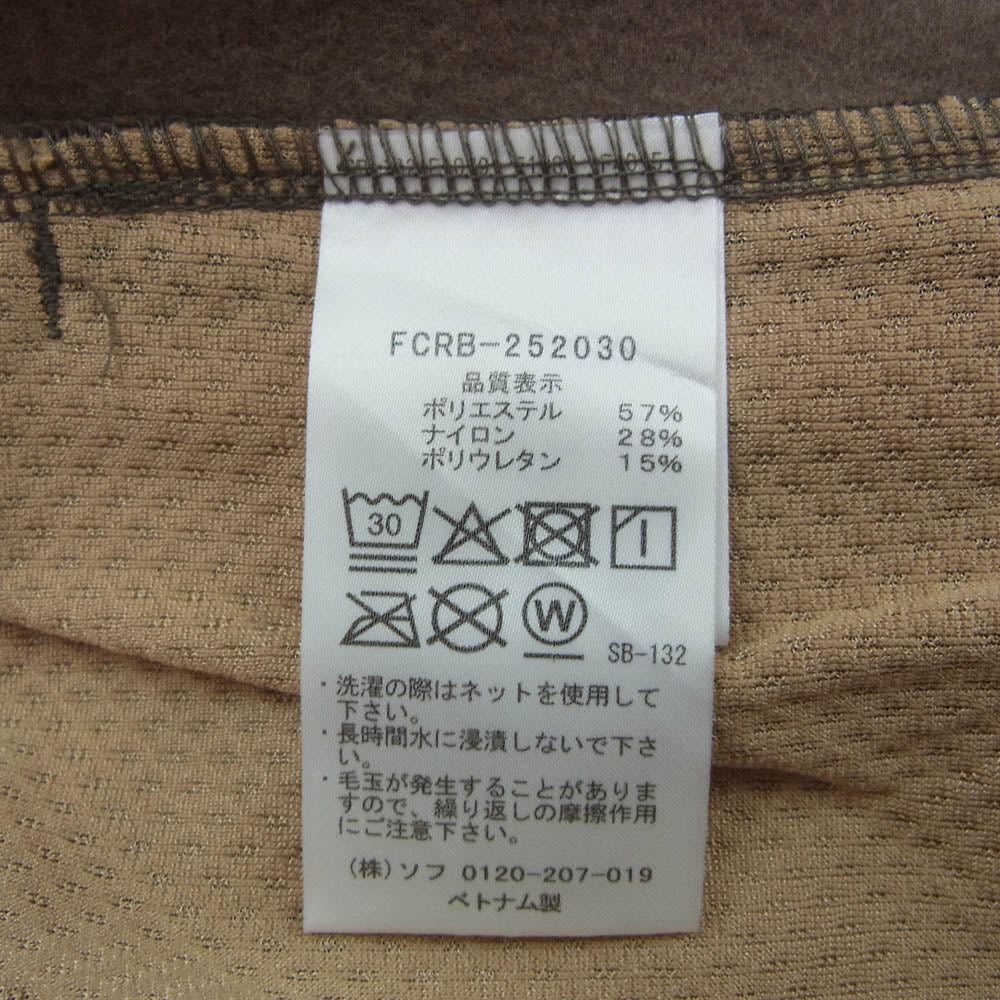 FCRB-252030
品質表示
ポリエステル 57%
ナイロン 28%
ポリウレタン 15%
30
W
SB-132
・洗濯の際はネットを使用して
下さい。
・長時間水に浸漬しないで下さ
い。
・毛玉が発生することがありま
すので、繰り返しの摩擦作用
にご注意下さい。
(株)ソフ 0120-207-019
ベトナム製